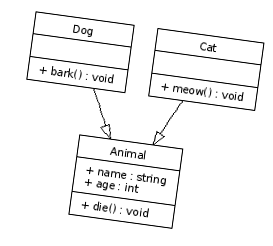 Dog
+ bark() : void
Cat
+ meow() : void
Animal
+ name : string
+ age : int
+ die() : void